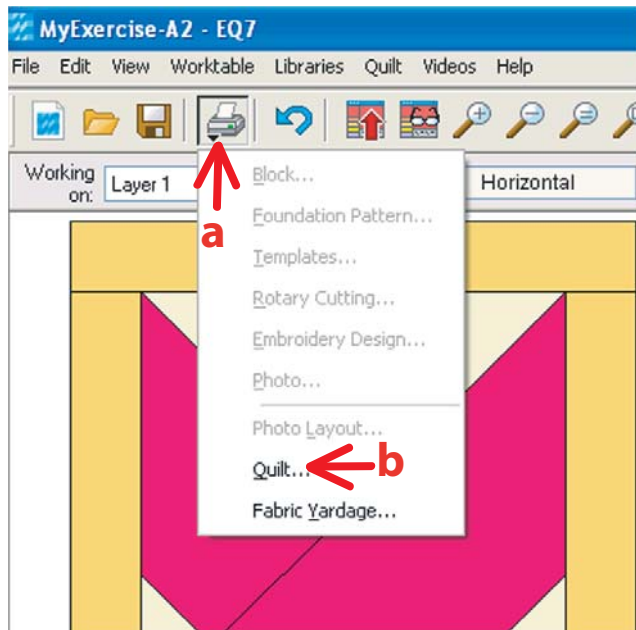 MyExercise-A2 - EQ7
File Edit View Worktable Libraries Quilt Videos Help
Working on: Layer 1 Horizontal
a
Block...
Foundation Pattern...
Templates...
Rotary Cutting...
Embroidery Design...
Photo...
Photo Layout...
Quilt... b
Fabric Yardage...